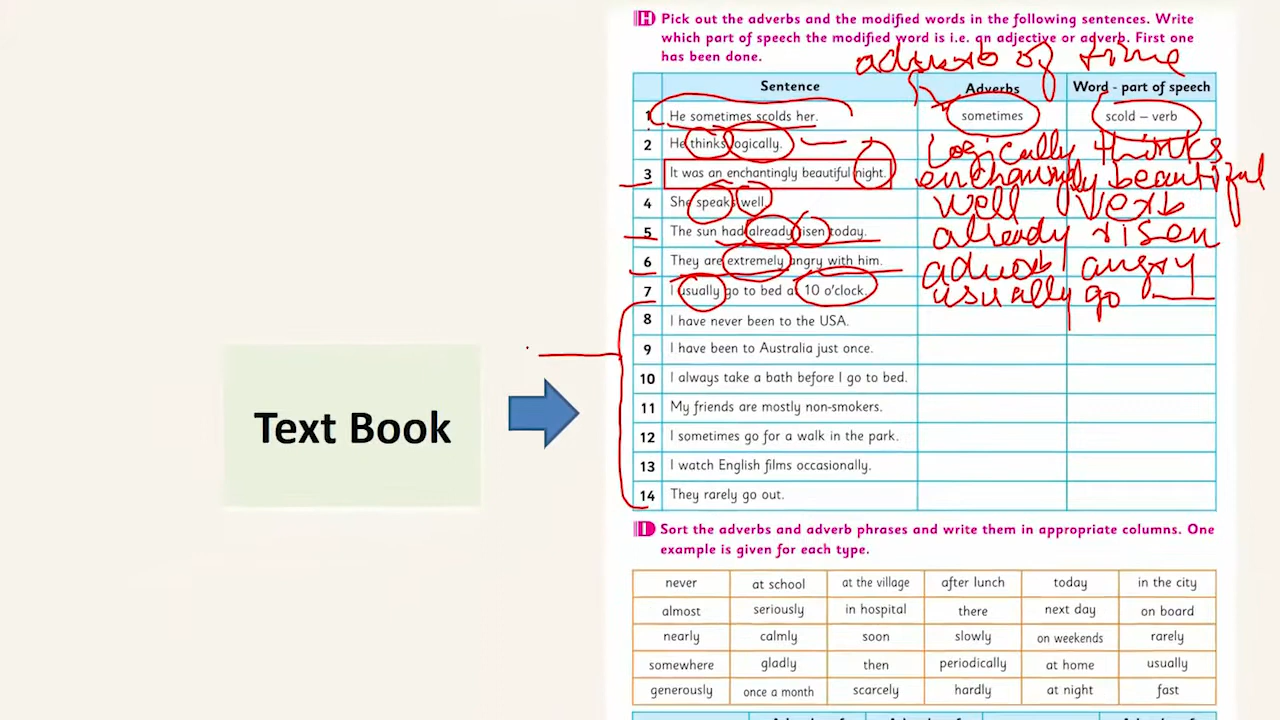 H Pick out the adverbs and the modified words in the following sentences. Write
which part of speech the modified word is i.e. an adjective or adverb. First one
has been done.
adverb of time
Sentence Adverbs Word - part of speech
1 He sometimes scolds her. sometimes scold – verb
2 He thinks logically. Logically thinks
3 It was an enchantingly beautiful night. enchangly beautiful
4 She speaks well. well verb
5 The sun had already risen today. already risen
6 They are extremely angry with him. adverb angry
7 I usually go to bed at 10 o'clock. usually go
8 I have never been to the USA.
9 I have been to Australia just once.
10 I always take a bath before I go to bed.
11 My friends are mostly non-smokers.
12 I sometimes go for a walk in the park.
13 I watch English films occasionally.
14 They rarely go out.
Text Book
I Sort the adverbs and adverb phrases and write them in appropriate columns. One
example is given for each type.
never at school at the village after lunch today in the city
almost seriously in hospital there next day on board
nearly calmly soon slowly on weekends rarely
somewhere gladly then periodically at home usually
generously once a month scarcely hardly at night fast